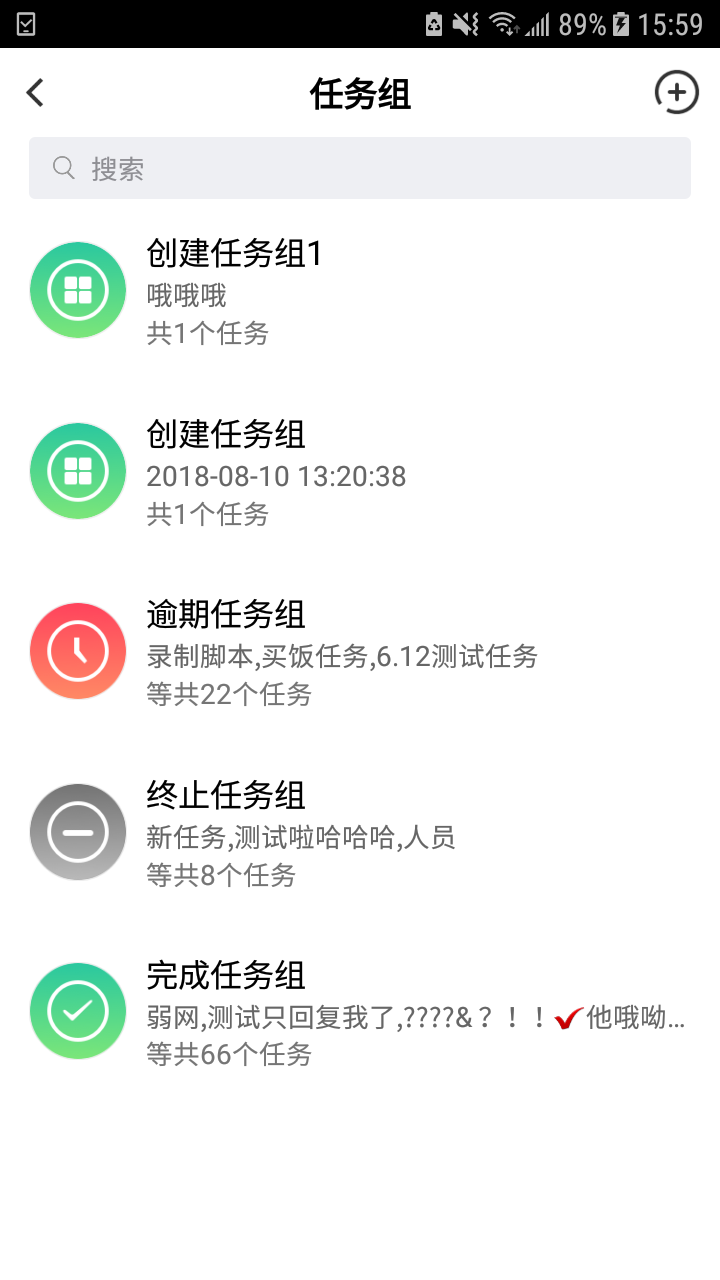 89% 15:59
任务组
搜索
创建任务组1
哦哦哦
共1个任务
创建任务组
2018-08-10 13:20:38
共1个任务
逾期任务组
录制脚本,买饭任务,6.12测试任务
等共22个任务
终止任务组
新任务,测试啦哈哈哈,人员
等共8个任务
完成任务组
弱网,测试只回复我了,????&？！！✔他哦呦...
等共66个任务